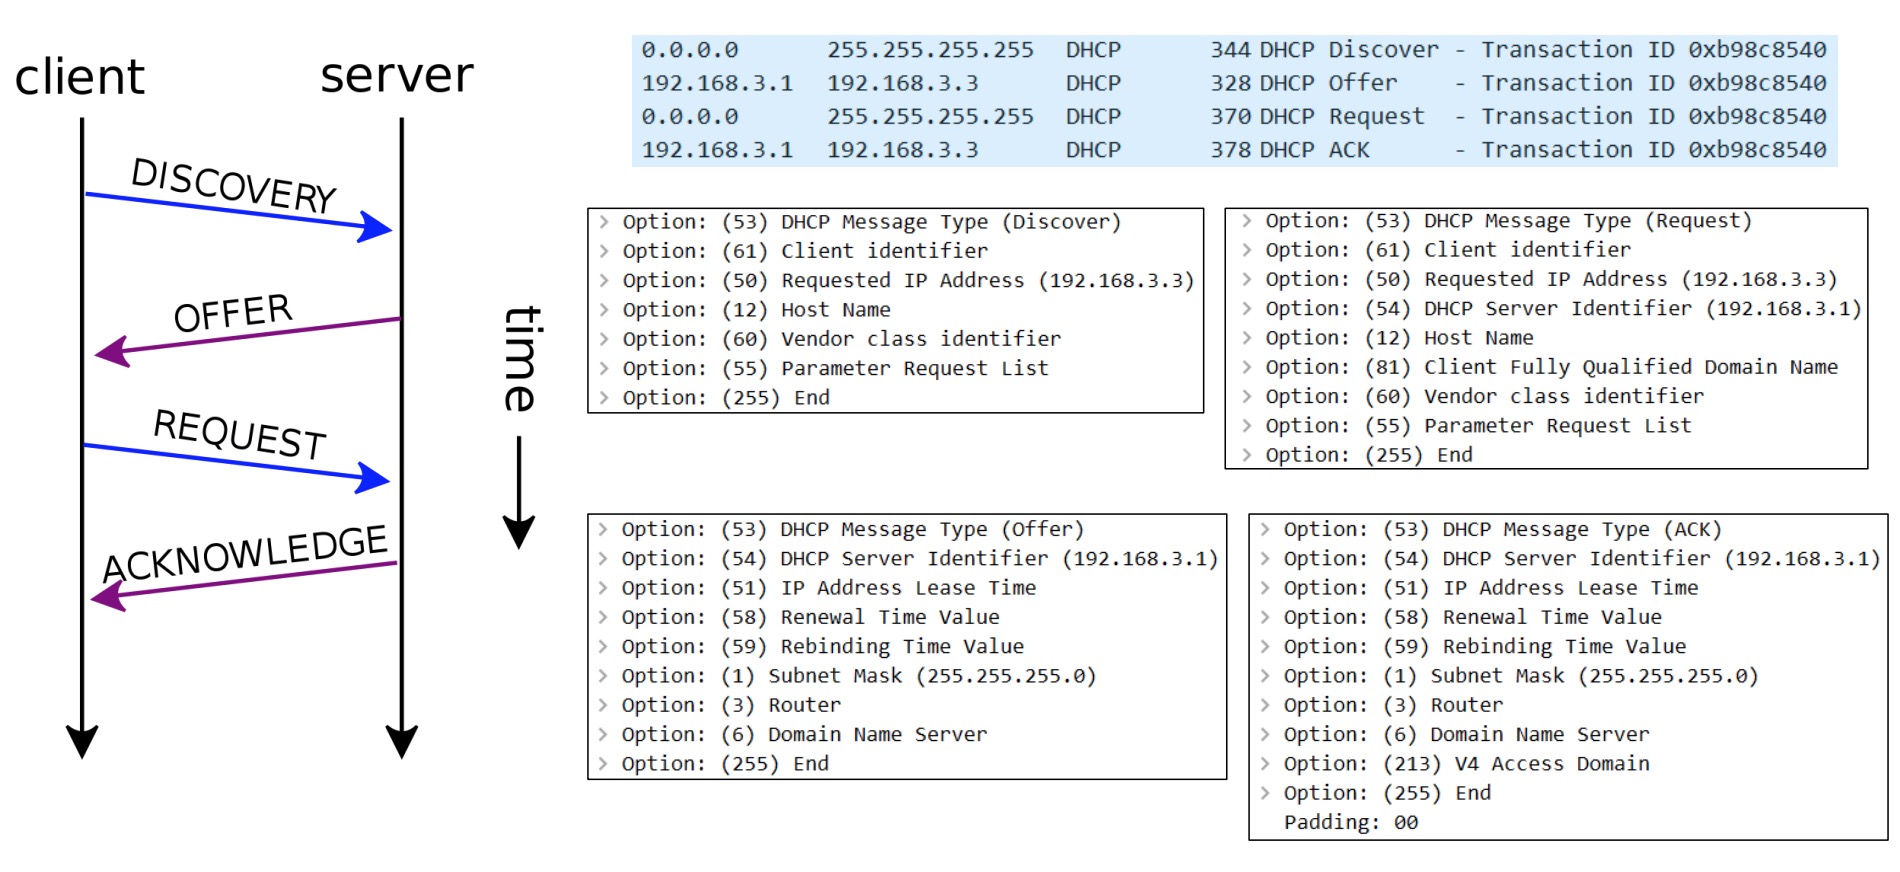 client
server
DISCOVERY
OFFER
REQUEST
ACKNOWLEDGE
time
0.0.0.0 255.255.255.255 DHCP 344 DHCP Discover - Transaction ID 0xb98c8540
192.168.3.1 192.168.3.3 DHCP 328 DHCP Offer - Transaction ID 0xb98c8540
0.0.0.0 255.255.255.255 DHCP 370 DHCP Request - Transaction ID 0xb98c8540
192.168.3.1 192.168.3.3 DHCP 378 DHCP ACK - Transaction ID 0xb98c8540
> Option: (53) DHCP Message Type (Discover)
> Option: (61) Client identifier
> Option: (50) Requested IP Address (192.168.3.3)
> Option: (12) Host Name
> Option: (60) Vendor class identifier
> Option: (55) Parameter Request List
> Option: (255) End
> Option: (53) DHCP Message Type (Request)
> Option: (61) Client identifier
> Option: (50) Requested IP Address (192.168.3.3)
> Option: (54) DHCP Server Identifier (192.168.3.1)
> Option: (12) Host Name
> Option: (81) Client Fully Qualified Domain Name
> Option: (60) Vendor class identifier
> Option: (55) Parameter Request List
> Option: (255) End
> Option: (53) DHCP Message Type (Offer)
> Option: (54) DHCP Server Identifier (192.168.3.1)
> Option: (51) IP Address Lease Time
> Option: (58) Renewal Time Value
> Option: (59) Rebinding Time Value
> Option: (1) Subnet Mask (255.255.255.0)
> Option: (3) Router
> Option: (6) Domain Name Server
> Option: (255) End
> Option: (53) DHCP Message Type (ACK)
> Option: (54) DHCP Server Identifier (192.168.3.1)
> Option: (51) IP Address Lease Time
> Option: (58) Renewal Time Value
> Option: (59) Rebinding Time Value
> Option: (1) Subnet Mask (255.255.255.0)
> Option: (3) Router
> Option: (6) Domain Name Server
> Option: (213) V4 Access Domain
> Option: (255) End
Padding: 00